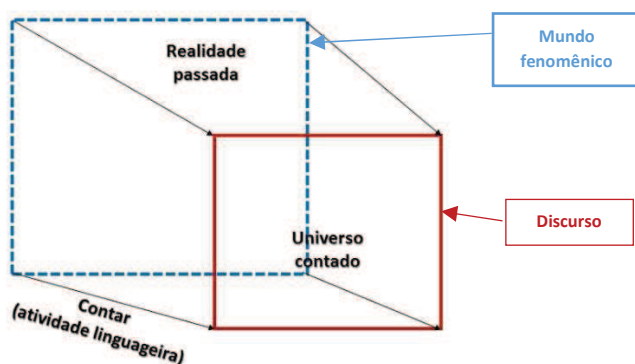 Realidade
passada
Mundo
fenomênico
Discurso
Universo
contado
Contar
(atividade linguageira)